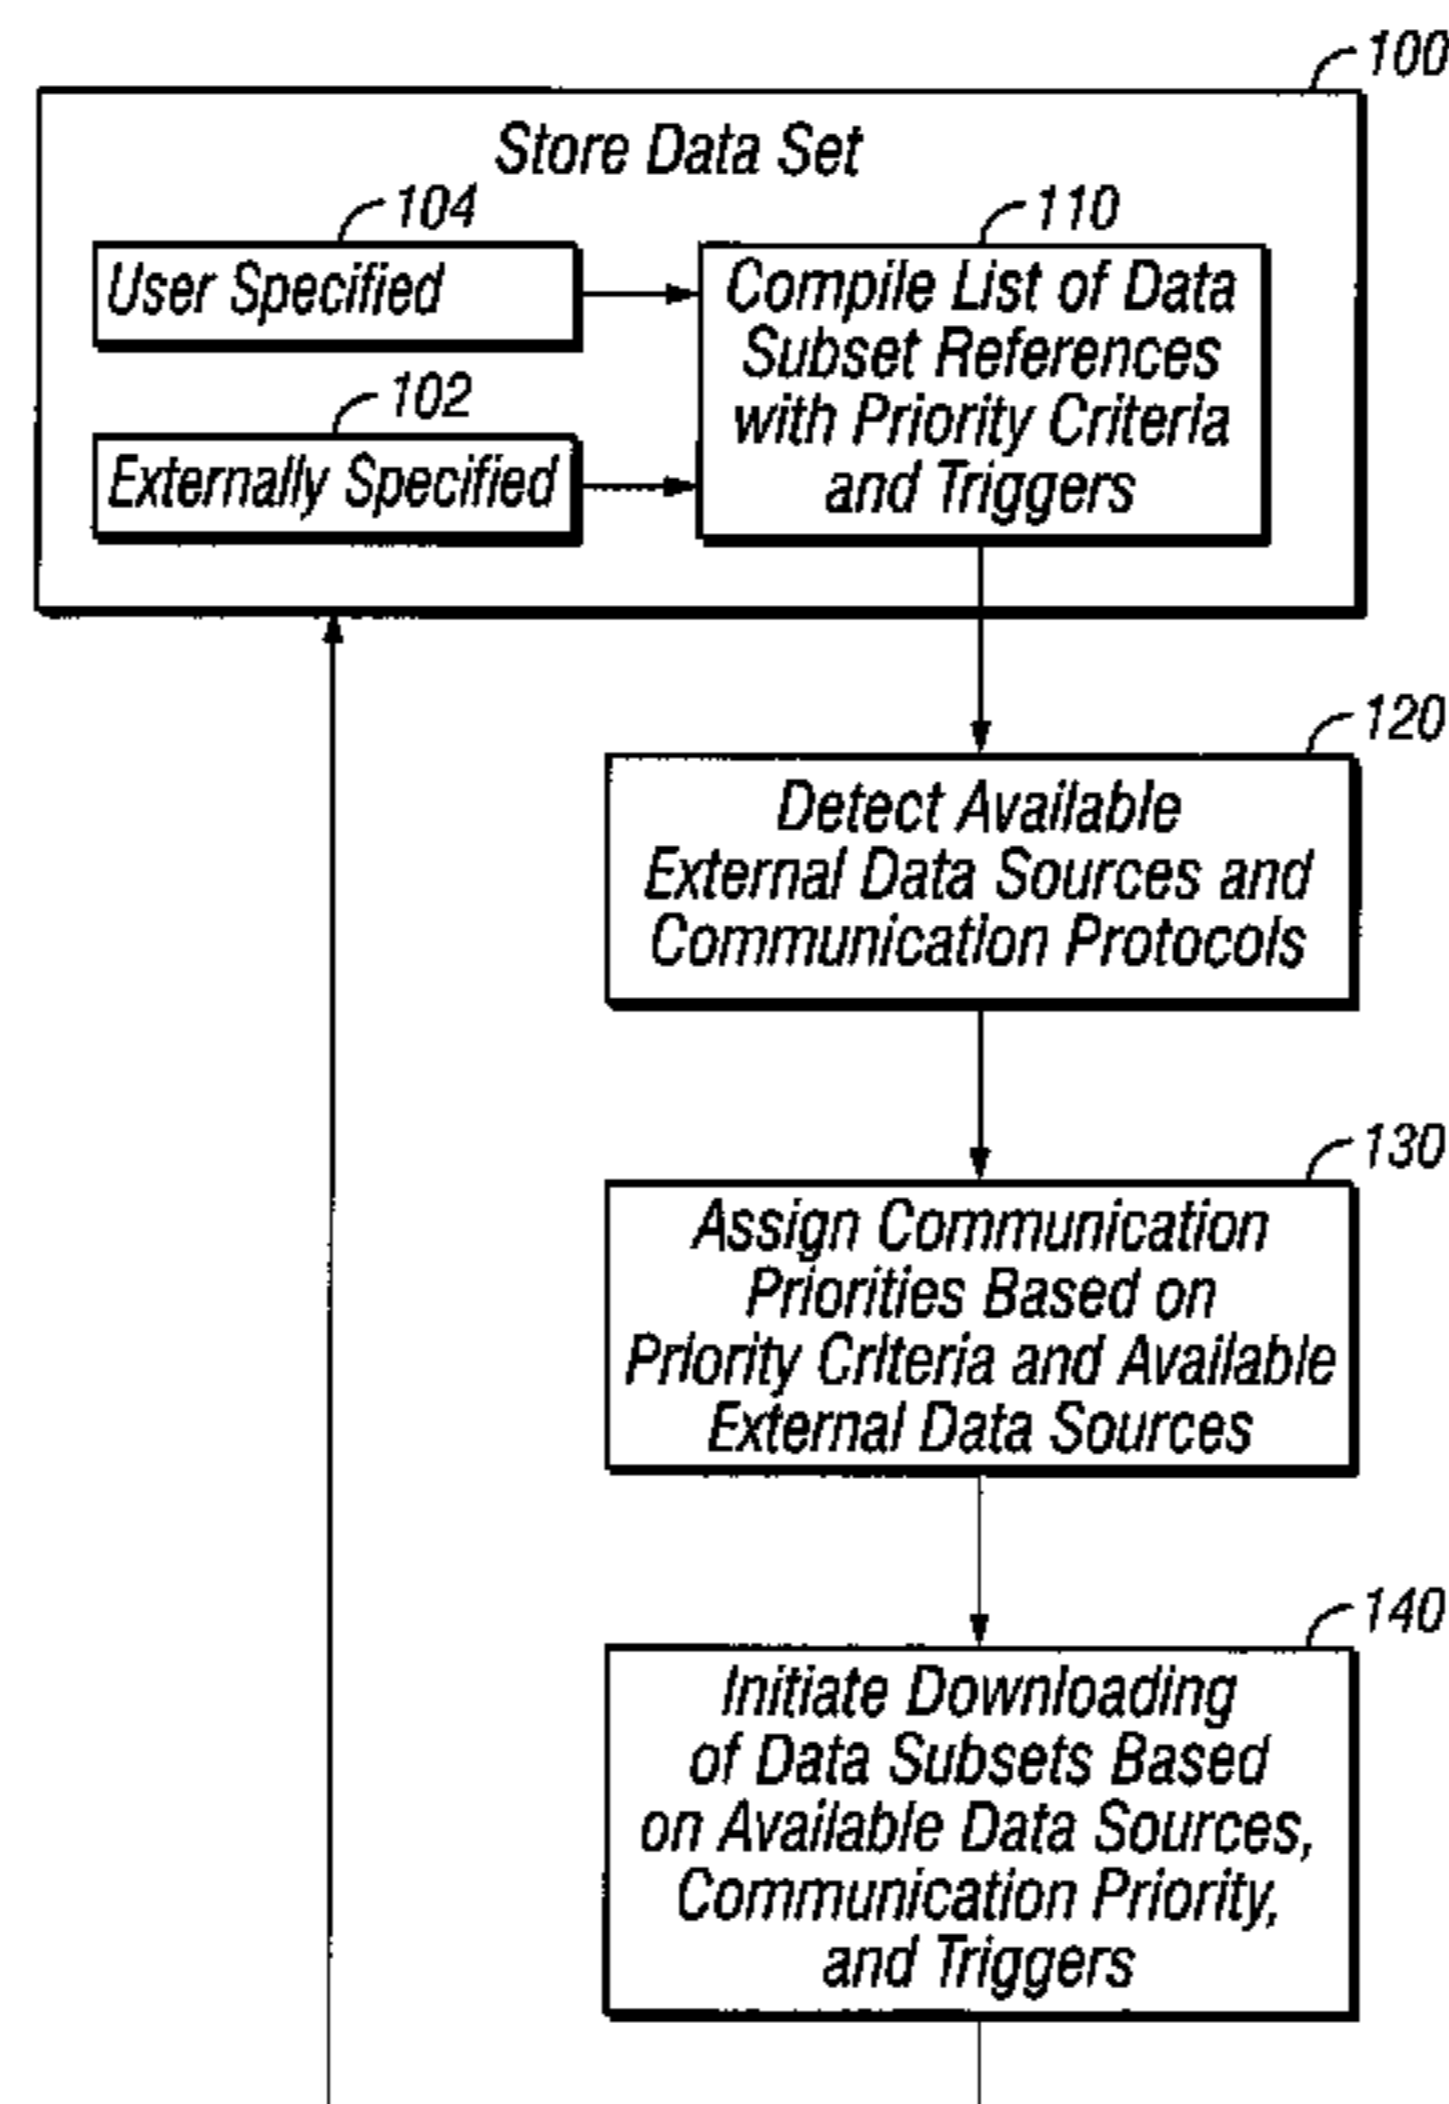 100
Store Data Set
104
110
User Specified
Compile List of Data
Subset References
with Priority Criteria
and Triggers
102
Externally Specified
120
Detect Available
External Data Sources and
Communication Protocols
130
Assign Communication
Priorities Based on
Priority Criteria and Available
External Data Sources
140
Initiate Downloading
of Data Subsets Based
on Available Data Sources,
Communication Priority,
and Triggers